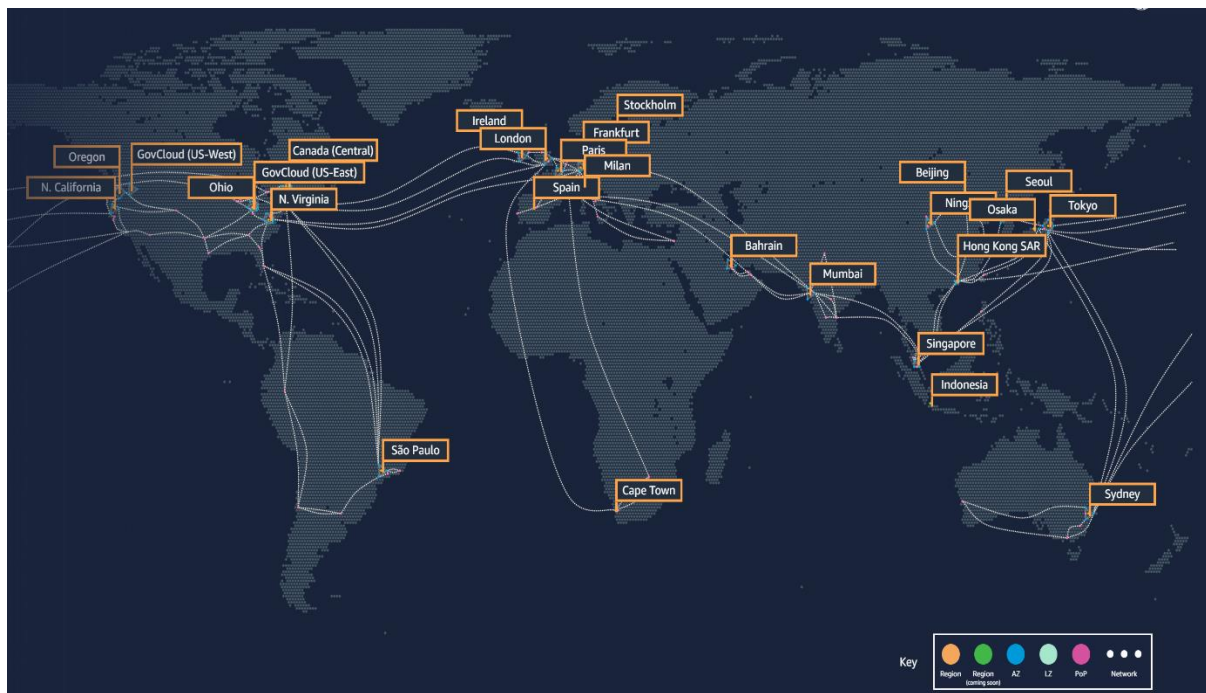 Stockholm
Ireland
Frankfurt
London
Paris
Canada (Central)
GovCloud (US-West)
Oregon
Milan
GovCloud (US-East)
Beijing
Seoul
N. California
Ohio
Spain
N. Virginia
Ning
Osaka
Tokyo
Bahrain
Hong Kong SAR
Mumbai
Singapore
Indonesia
São Paulo
Cape Town
Sydney
Key
Region
Region
(coming soon)
AZ
LZ
PoP
Network